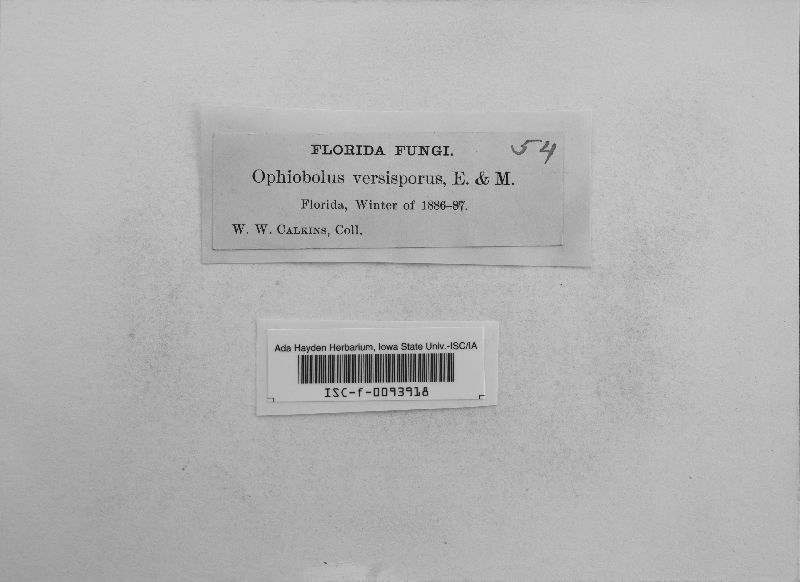 FLORIDA FUNGI. 54
Ophiobolus versisporus, E. & M.
Florida, Winter of 1886-87.
W. W. CALKINS, Coll.
Ada Hayden Herbarium, Iowa State Univ.-ISC/IA
ISC-f-0093918